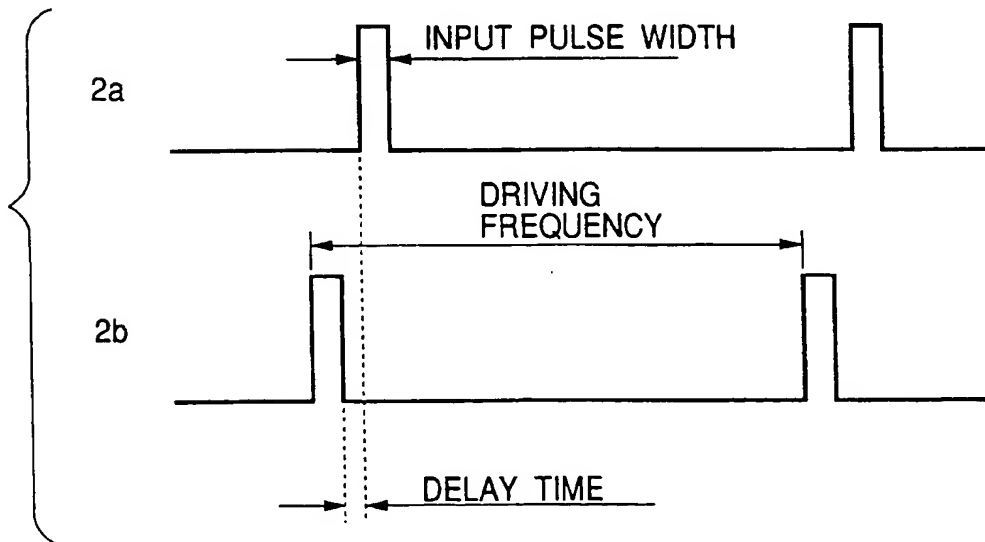 INPUT PULSE WIDTH
2a
DRIVING
FREQUENCY
2b
DELAY TIME